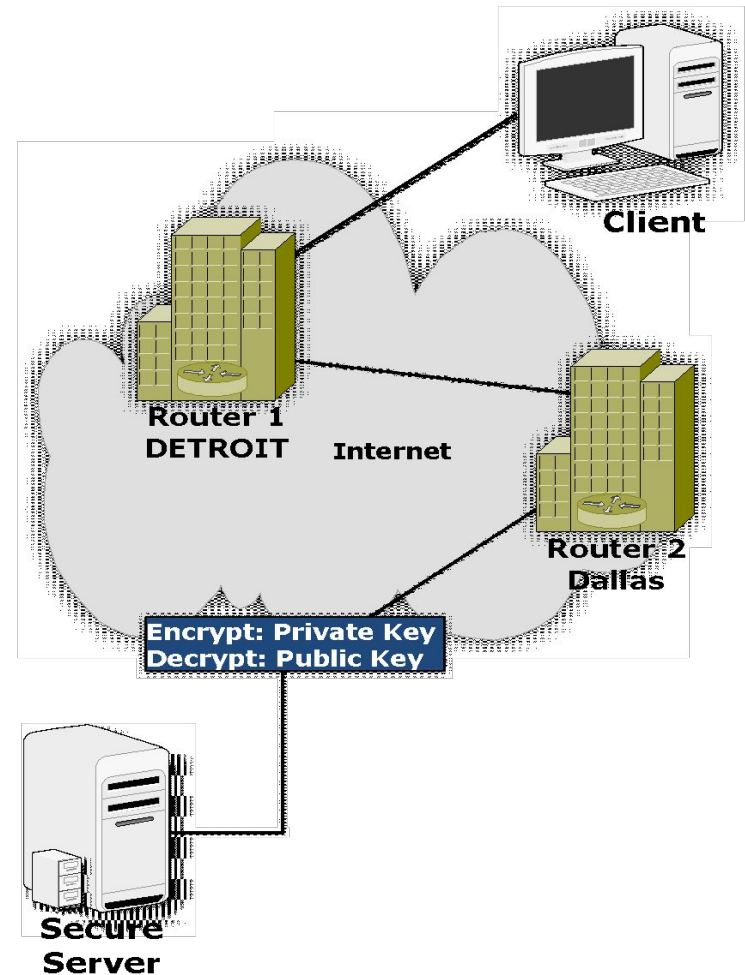 Client
Router 1
DETROIT
Internet
Router 2
Dallas
Encrypt: Private Key
Decrypt: Public Key
Secure
Server